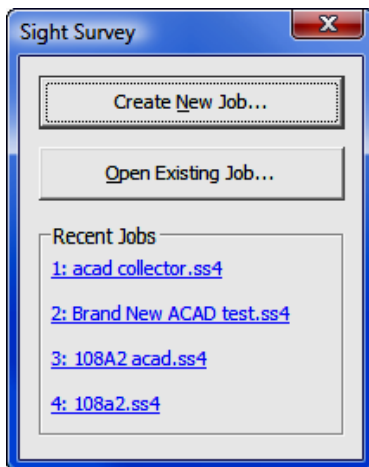 Sight Survey
Create New Job...
Open Existing Job...
Recent Jobs
1: acad collector.ss4
2: Brand New ACAD test.ss4
3: 108A2 acad.ss4
4: 108a2.ss4